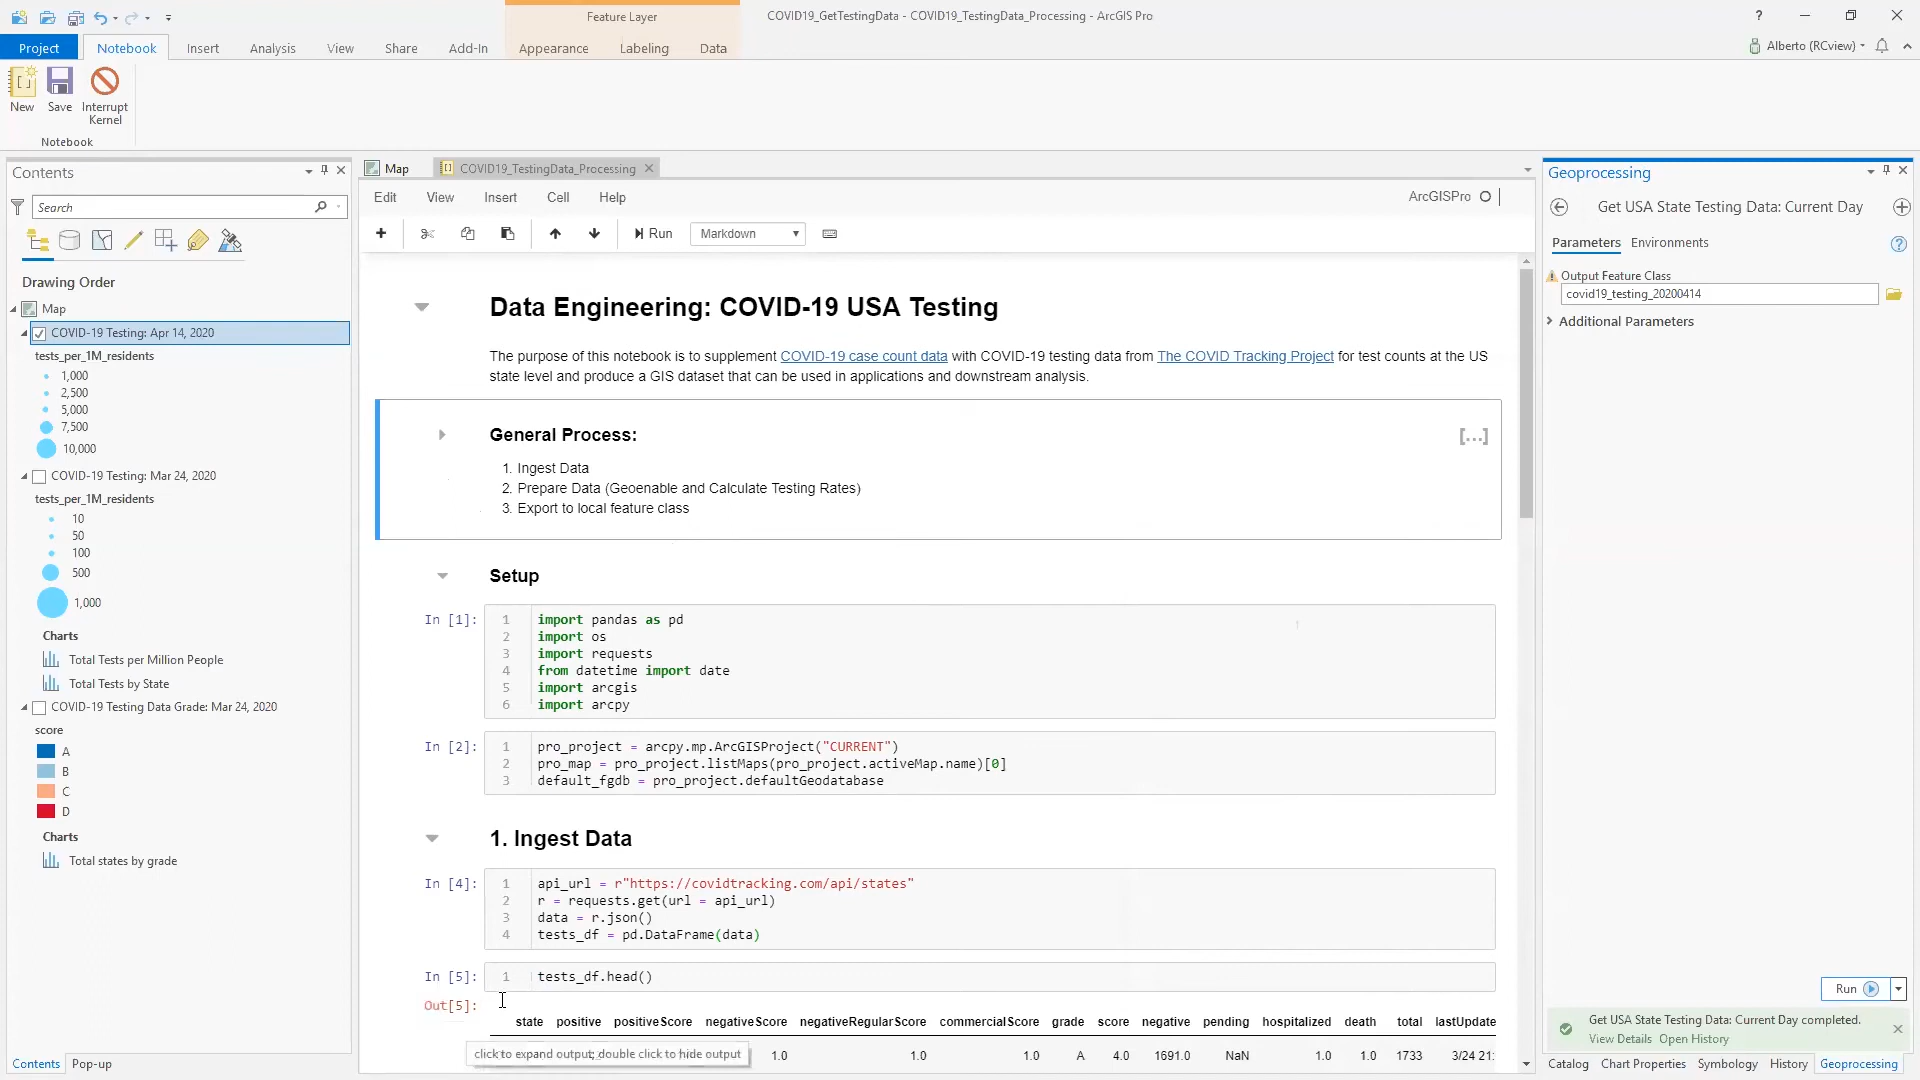 Feature Layer
COVID19_GetTestingData - COVID19_TestingData_Processing - ArcGIS Pro
?
Project Notebook Insert Analysis View Share Add-In Appearance Labeling Data
Alberto (RCview)
New Save Interrupt Kernel
Notebook
Contents
Search
Drawing Order
Map
COVID-19 Testing: Apr 14, 2020
tests_per_1M_residents
1,000
2,500
5,000
7,500
10,000
COVID-19 Testing: Mar 24, 2020
tests_per_1M_residents
10
50
100
500
1,000
Charts
Total Tests per Million People
Total Tests by State
COVID-19 Testing Data Grade: Mar 24, 2020
score
A
B
C
D
Charts
Total states by grade
Contents Pop-up
Map COVID19_TestingData_Processing
Edit View Insert Cell Help
ArcGISPro
Run Markdown
Data Engineering: COVID-19 USA Testing
The purpose of this notebook is to supplement COVID-19 case count data with COVID-19 testing data from The COVID Tracking Project for test counts at the US
state level and produce a GIS dataset that can be used in applications and downstream analysis.
General Process:
[...]
1. Ingest Data
2. Prepare Data (Geoenable and Calculate Testing Rates)
3. Export to local feature class
Setup
In [1]:
1 import pandas as pd
2 import os
3 import requests
4 from datetime import date
5 import arcgis
6 import arcpy
In [2]:
1 pro_project = arcpy.mp.ArcGISProject("CURRENT")
2 pro_map = pro_project.listMaps(pro_project.activeMap.name)[0]
3 default_fgdb = pro_project.defaultGeodatabase
1. Ingest Data
In [4]:
1 api_url = r"https://covidtracking.com/api/states"
2 r = requests.get(url = api_url)
3 data = r.json()
4 tests_df = pd.DataFrame(data)
In [5]:
1 tests_df.head()
Out[5]:
state positive positiveScore negativeScore negativeRegularScore commercialScore grade score negative pending hospitalized death total lastUpdate
1.0 1.0 1.0 A 4.0 1691.0 NaN 1.0 1.0 1733 3/24 21:
click to expand output; double click to hide output
Geoprocessing
Get USA State Testing Data: Current Day
Parameters Environments
?
Output Feature Class
covid19_testing_20200414
Additional Parameters
Run
Get USA State Testing Data: Current Day completed.
View Details Open History
Catalog Chart Properties Symbology History Geoprocessing